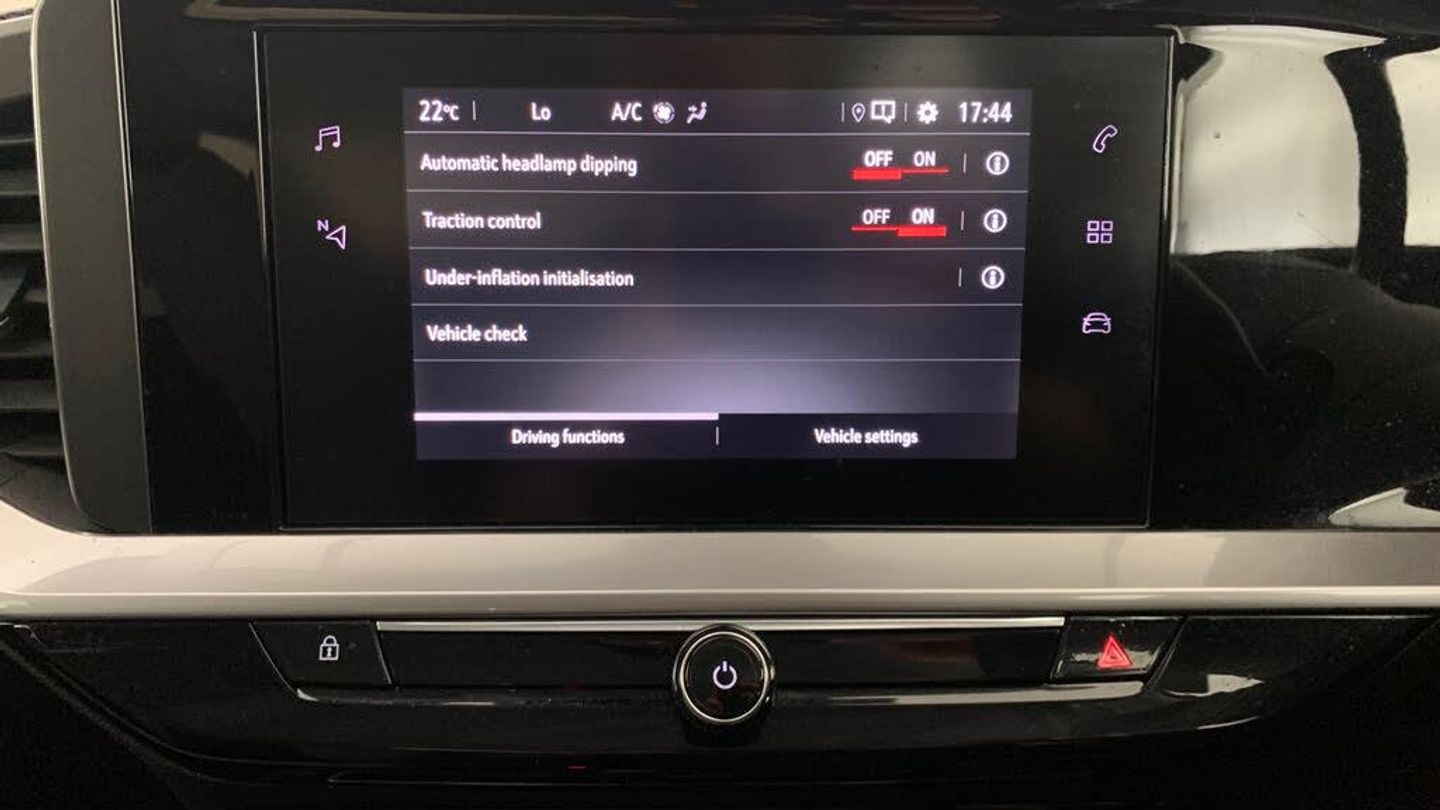 22°C Lo A/C 17:44
Automatic headlamp dipping OFF ON
Traction control OFF ON
Under-inflation initialisation
Vehicle check
Driving functions Vehicle settings
N